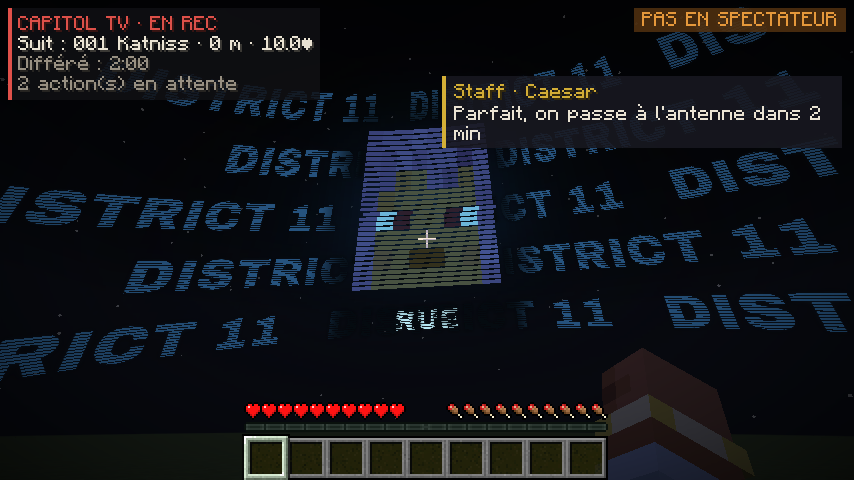 CAPITOL TV · EN REC
Suit : 001 Katniss · 0 m · 10.0♥
Différé : 2:00
2 action(s) en attente
PAS EN SPECTATEUR
Staff · Caesar
Parfait, on passe à l'antenne dans 2
min
DISTRICT 11
DISTRICT 11
DISTRICT 11
DISTRICT 11
RUE